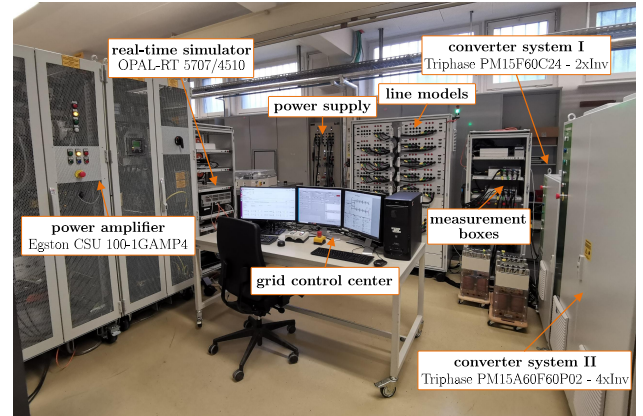 real-time simulator
OPAL-RT 5707/4510
converter system I
Triphase PM15F60C24 - 2xInv
power supply
line models
power amplifier
Egston CSU 100-1GAMP4
measurement
boxes
grid control center
converter system II
Triphase PM15A60F60P02 - 4xInv